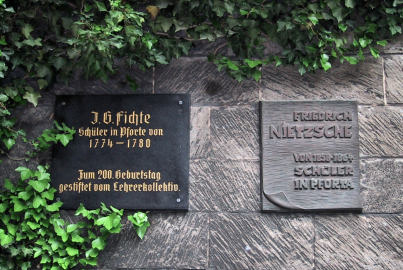 J. G. Fichte
Schüler in Pforte von
1774 – 1780
Zum 200. Geburtstag
gestiftet vom Lehrerkollektiv.
FRIEDRICH
NIETZSCHE
VON 1858-1864
SCHÜLER
IN PFORTA